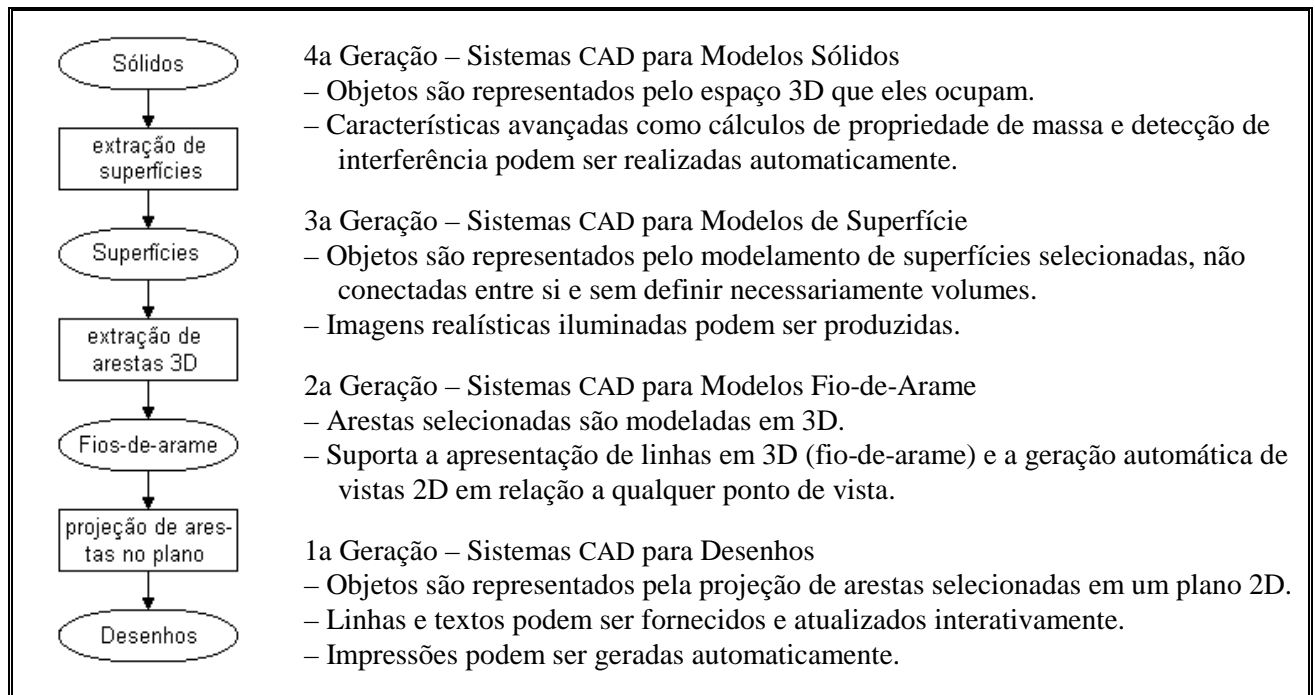 Sólidos
extração de
superfícies
Superfícies
extração de
arestas 3D
Fios-de-arame
projeção de ares-
tas no plano
Desenhos
4a Geração – Sistemas CAD para Modelos Sólidos
– Objetos são representados pelo espaço 3D que eles ocupam.
– Características avançadas como cálculos de propriedade de massa e detecção de
interferência podem ser realizadas automaticamente.
3a Geração – Sistemas CAD para Modelos de Superfície
– Objetos são representados pelo modelamento de superfícies selecionadas, não
conectadas entre si e sem definir necessariamente volumes.
– Imagens realísticas iluminadas podem ser produzidas.
2a Geração – Sistemas CAD para Modelos Fio-de-Arame
– Arestas selecionadas são modeladas em 3D.
– Suporta a apresentação de linhas em 3D (fio-de-arame) e a geração automática de
vistas 2D em relação a qualquer ponto de vista.
1a Geração – Sistemas CAD para Desenhos
– Objetos são representados pela projeção de arestas selecionadas em um plano 2D.
– Linhas e textos podem ser fornecidos e atualizados interativamente.
– Impressões podem ser geradas automaticamente.